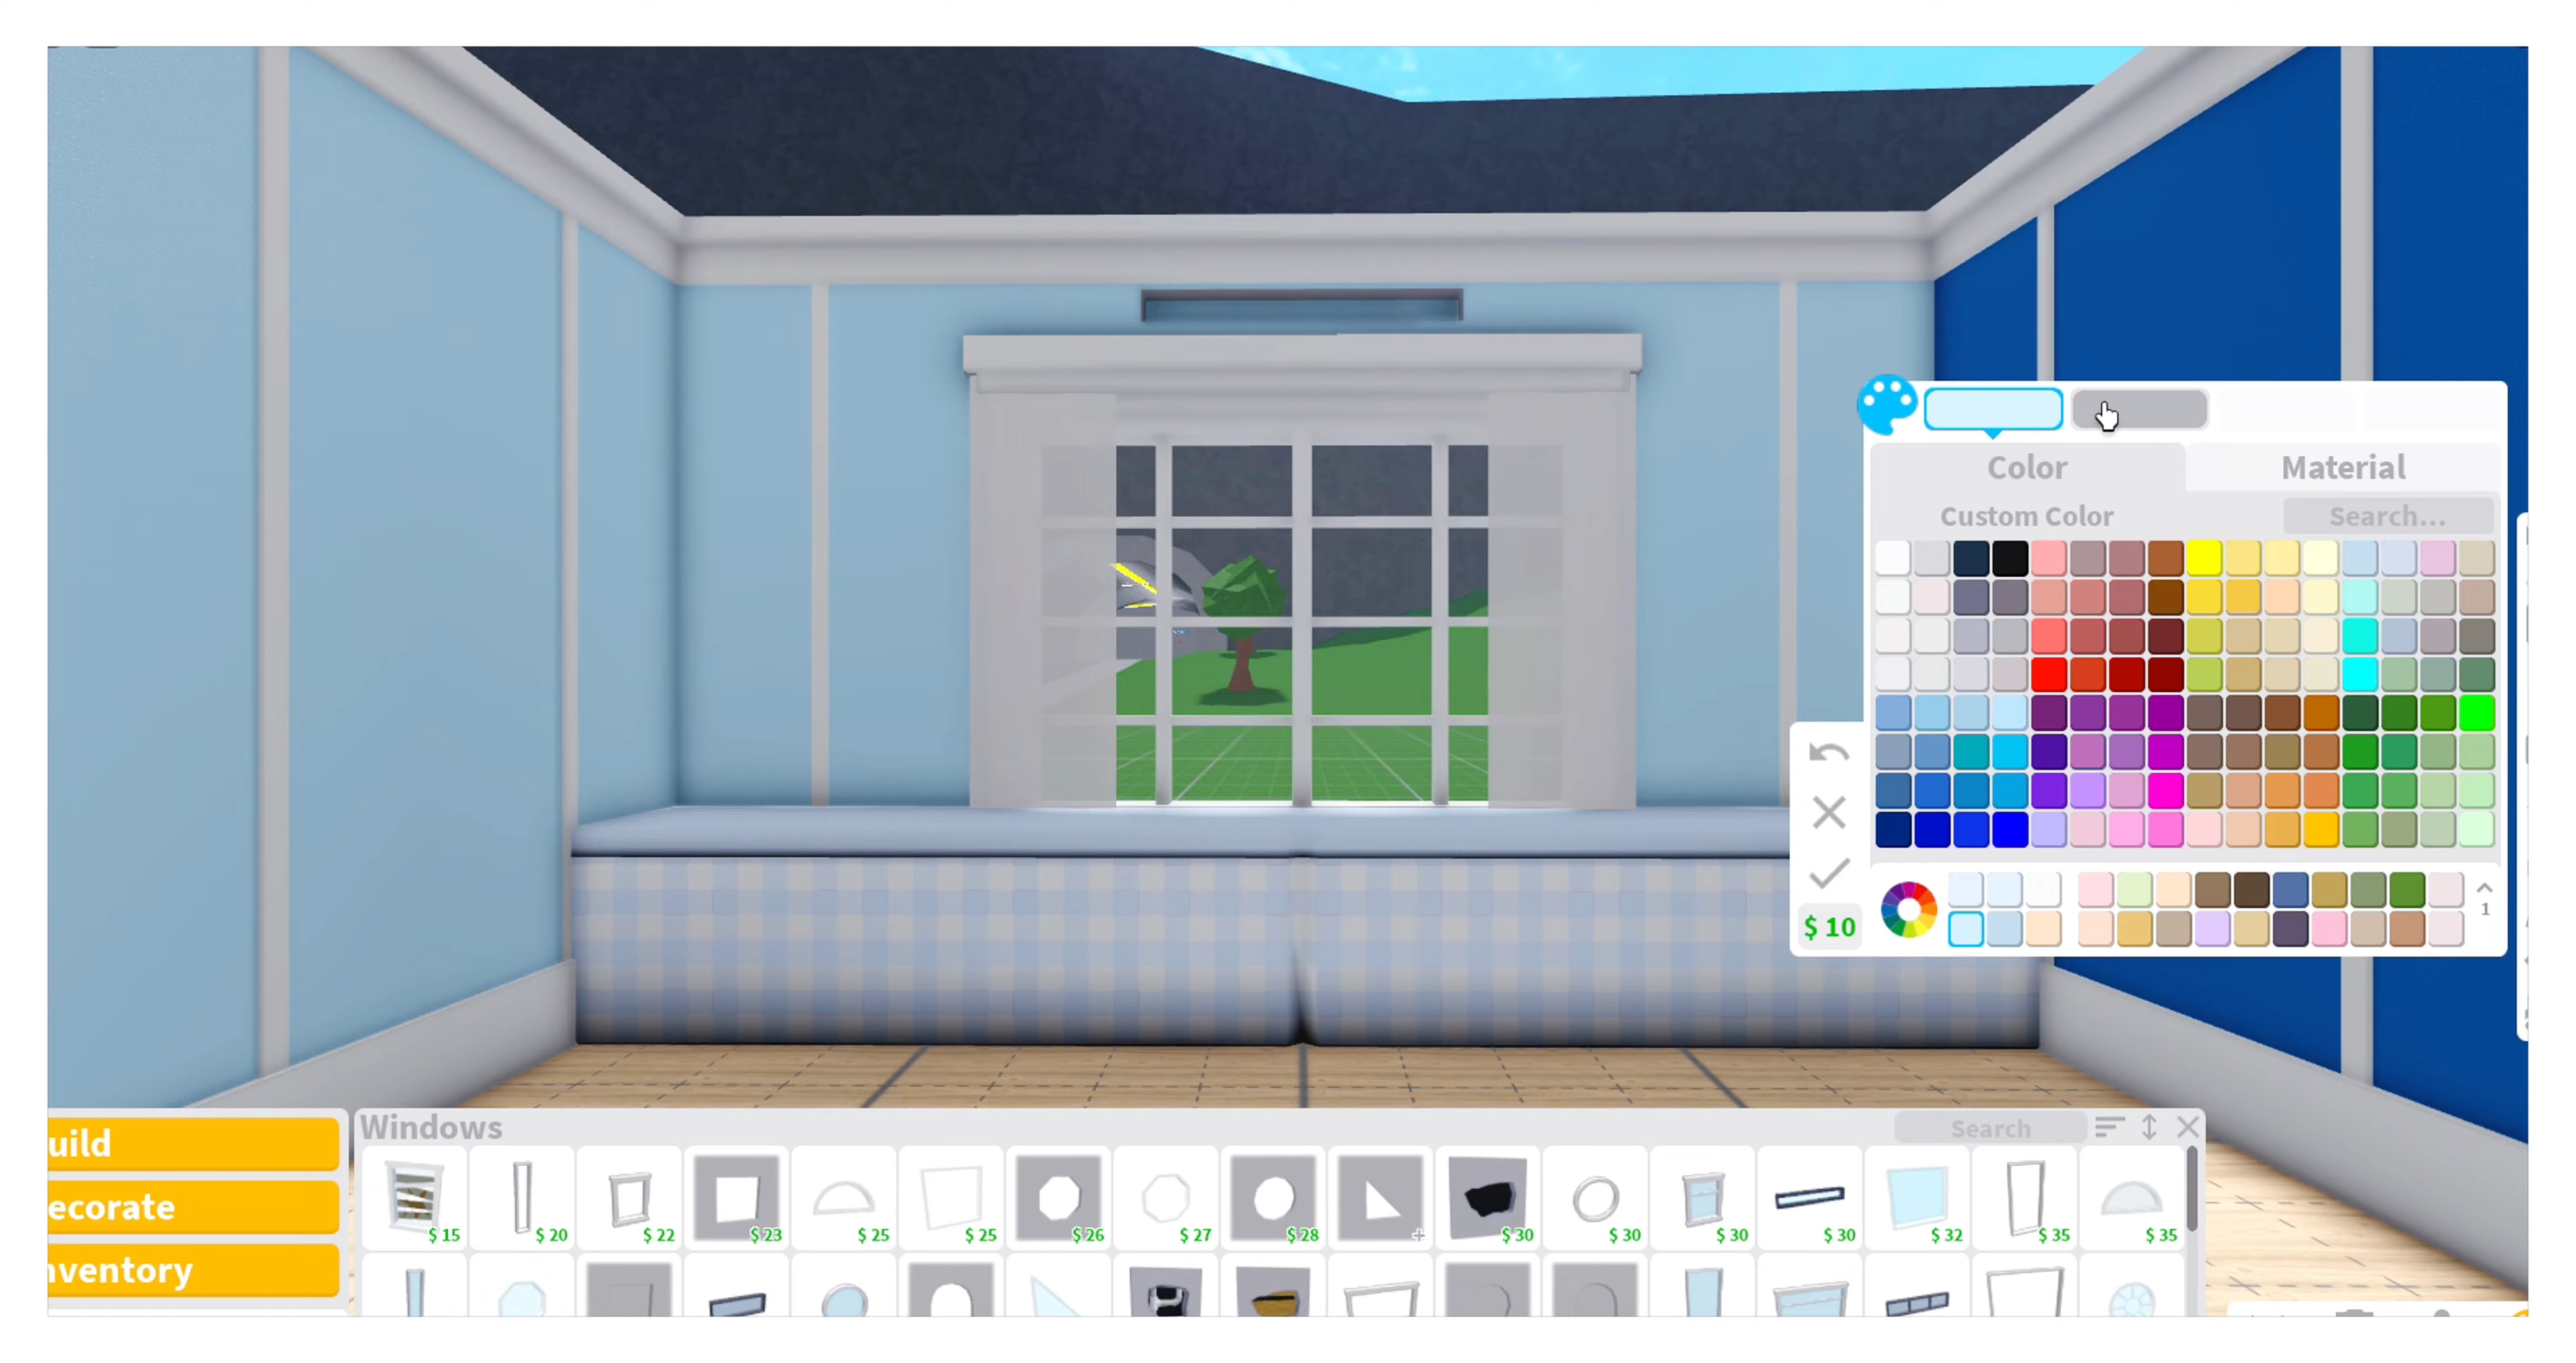 Color
Material
Custom Color
Search...
$ 10
1
uild
ecorate
nventory
Windows
Search
$ 15
$ 20
$ 22
$ 23
$ 25
$ 25
$ 26
$ 27
$ 28
+
$ 30
$ 30
$ 30
$ 30
$ 32
$ 35
$ 35